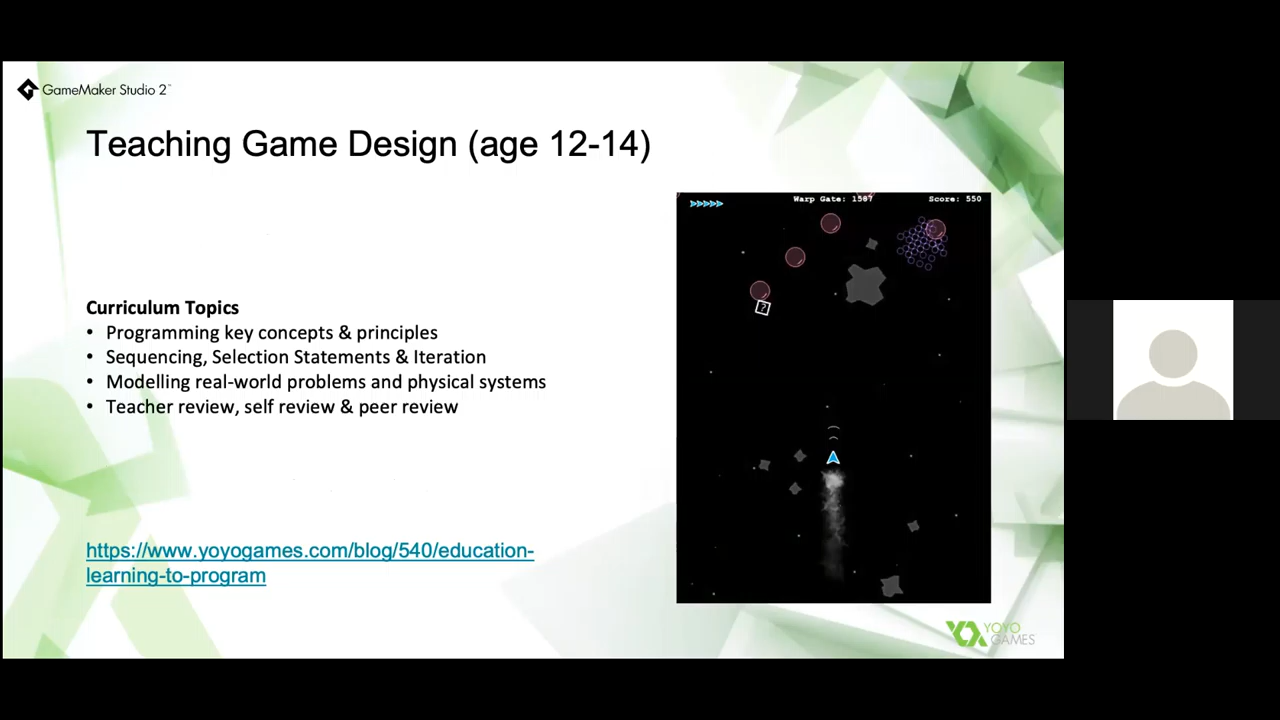 GameMaker Studio 2™
Teaching Game Design (age 12-14)
Warp Gate: 1507
Score: 550
Curriculum Topics
• Programming key concepts & principles
• Sequencing, Selection Statements & Iteration
• Modelling real-world problems and physical systems
• Teacher review, self review & peer review
https://www.yoyogames.com/blog/540/education-
learning-to-program
YOYO
GAMES